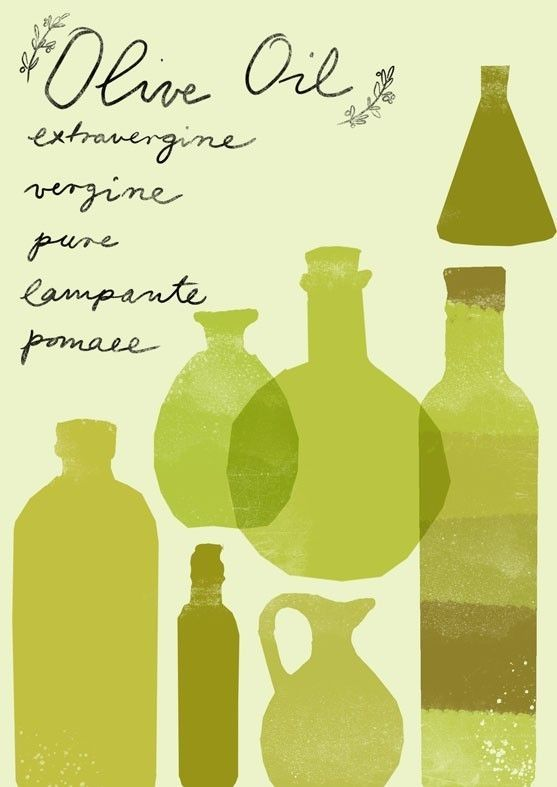 Olive Oil
extravergine
vergine
pure
lampante
pomace